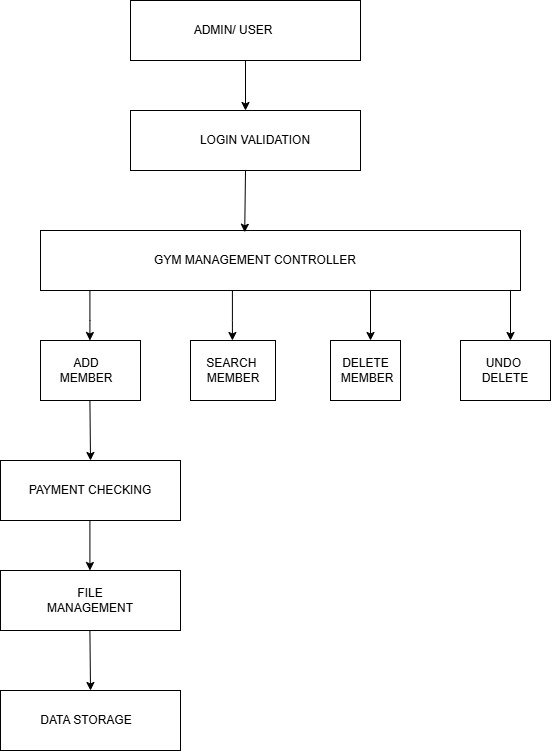 ADMIN/ USER
LOGIN VALIDATION
GYM MANAGEMENT CONTROLLER
ADD
MEMBER
SEARCH
MEMBER
DELETE
MEMBER
UNDO
DELETE
PAYMENT CHECKING
FILE
MANAGEMENT
DATA STORAGE